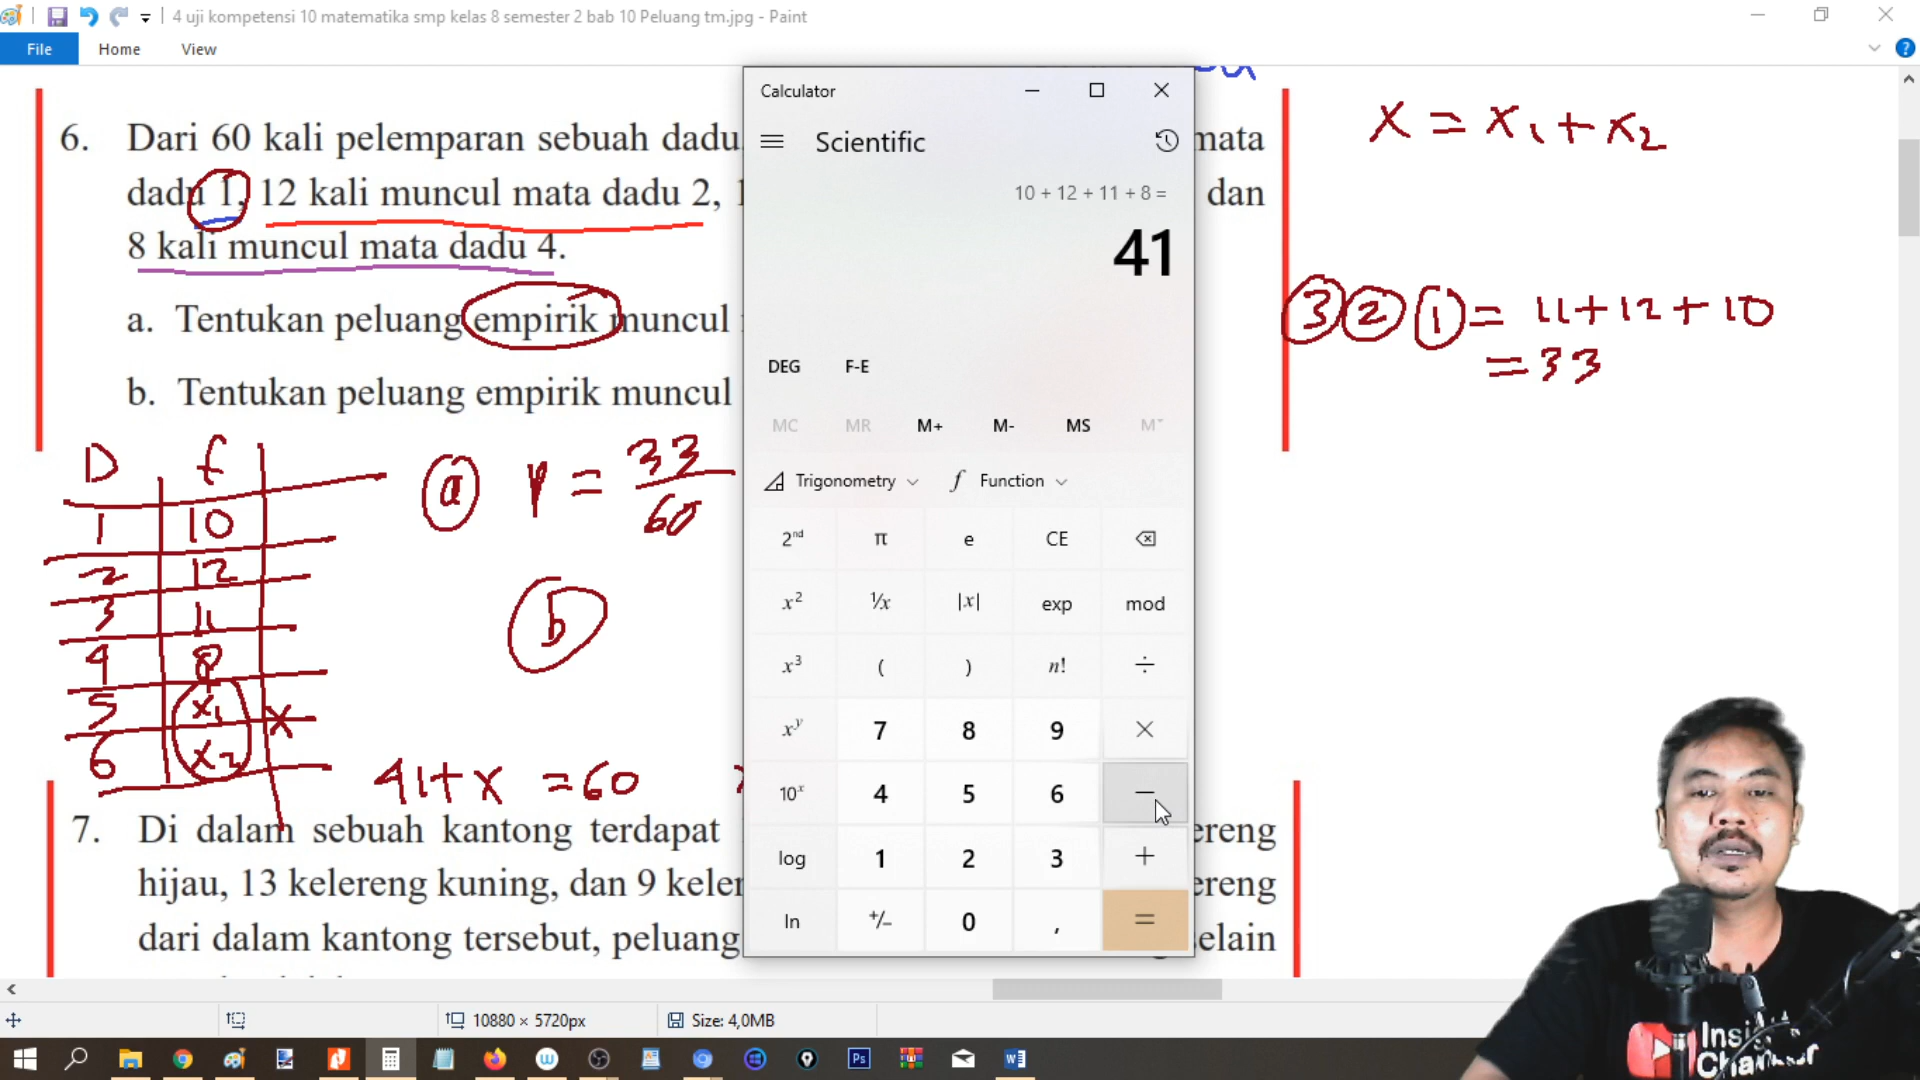 4 uji kompetensi 10 matematika smp kelas 8 semester 2 bab 10 Peluang tm.jpg - Paint
File Home View
6. Dari 60 kali pelemparan sebuah dadu, mata
dadu 1, 12 kali muncul mata dadu 2, 1 dan
8 kali muncul mata dadu 4.
a. Tentukan peluang empirik muncul
b. Tentukan peluang empirik muncul
x = x1 + x2
3 2 1 = 11 + 12 + 10
= 33
D f
1 10
2 12
3 11
4 8
5 x1 x
6 x2
a p = 33/60
b
41 + x = 60
7. Di dalam sebuah kantong terdapat ereng
hijau, 13 kelereng kuning, dan 9 keler ereng
dari dalam kantong tersebut, peluang selain
Calculator
Scientific
10 + 12 + 11 + 8 =
41
DEG F-E
MC MR M+ M- MS M˅
Trigonometry f Function
2nd π e CE
x² ¹/x |x| exp mod
x³ ( ) n! ÷
xʸ 7 8 9 ×
10ˣ 4 5 6 −
log 1 2 3 +
ln +/− 0 , =
10880 × 5720px Size: 4,0MB
Ps
W